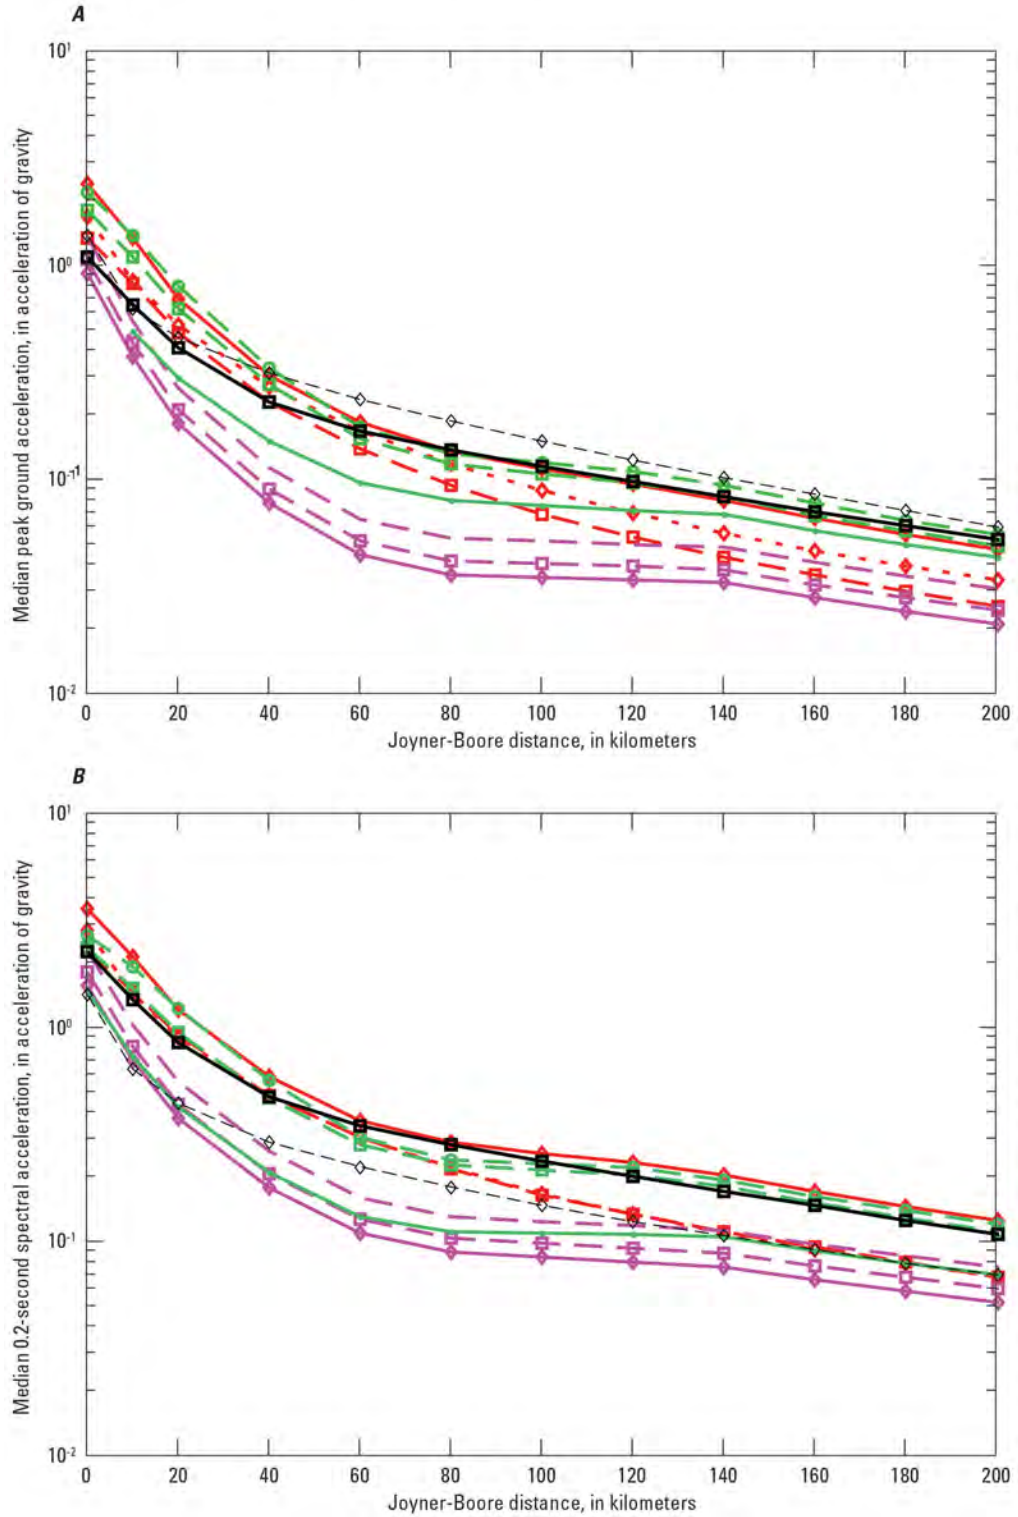 A
10¹
10⁰
10⁻¹
10⁻²
Median peak ground acceleration, in acceleration of gravity
0 20 40 60 80 100 120 140 160 180 200
Joyner-Boore distance, in kilometers
B
10¹
10⁰
10⁻¹
10⁻²
Median 0.2-second spectral acceleration, in acceleration of gravity
0 20 40 60 80 100 120 140 160 180 200
Joyner-Boore distance, in kilometers